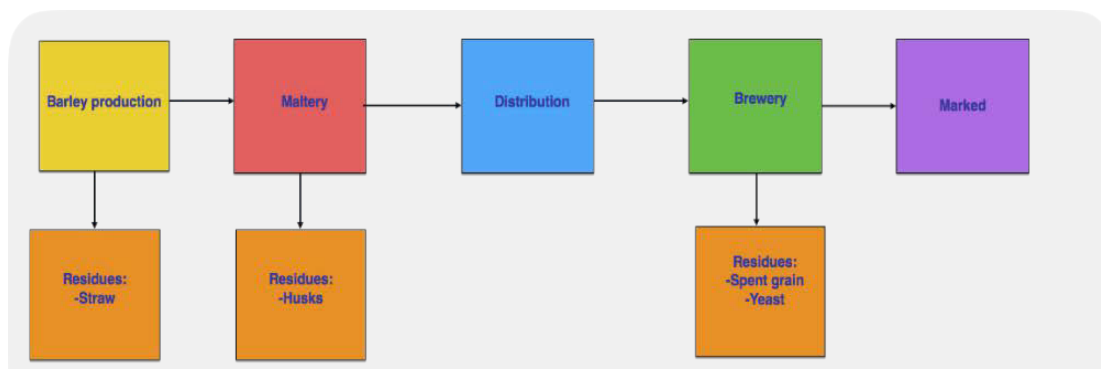 Barley production
Maltery
Distribution
Brewery
Marked
Residues:
-Straw
Residues:
-Husks
Residues:
-Spent grain
-Yeast